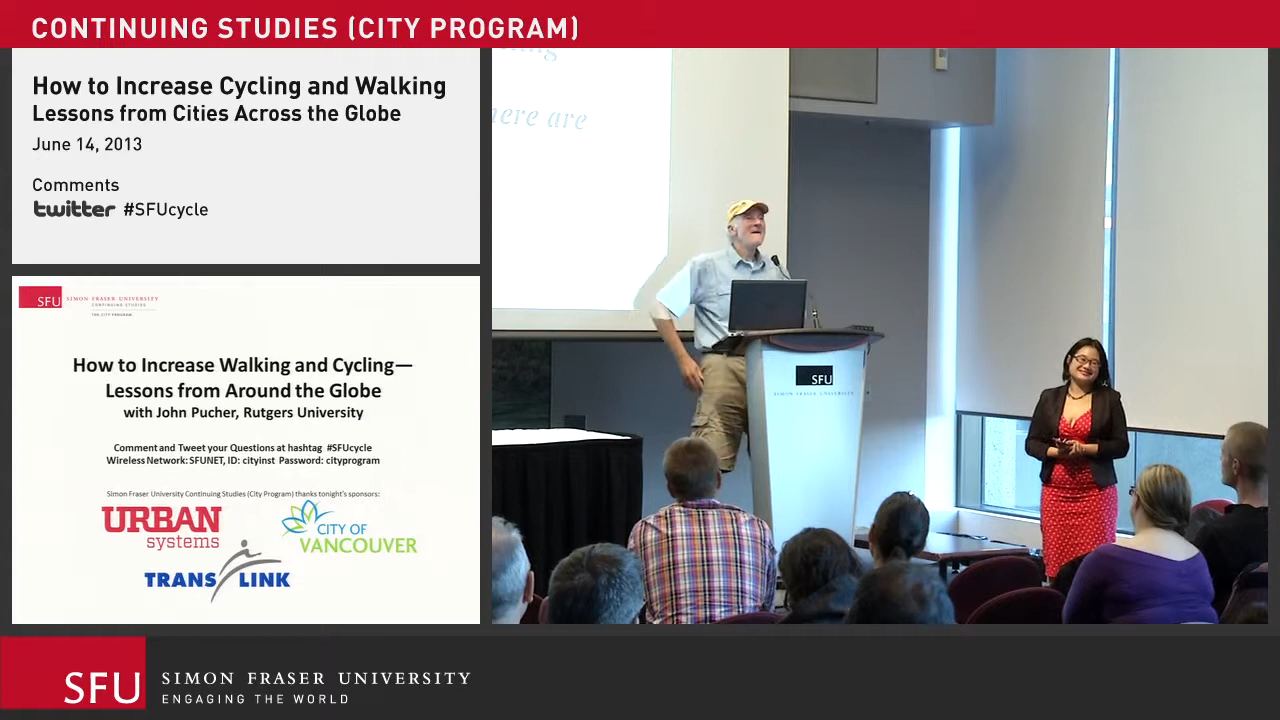 CONTINUING STUDIES (CITY PROGRAM)
How to Increase Cycling and Walking
Lessons from Cities Across the Globe
June 14, 2013
Comments
twitter #SFUcycle
SFU SIMON FRASER UNIVERSITY
CONTINUING STUDIES
THE CITY PROGRAM
How to Increase Walking and Cycling—
Lessons from Around the Globe
with John Pucher, Rutgers University
Comment and Tweet your Questions at hashtag #SFUcycle
Wireless Network: SFUNET, ID: cityinst Password: cityprogram
Simon Fraser University Continuing Studies (City Program) thanks tonight's sponsors:
URBAN
systems
CITY OF
VANCOUVER
TRANS LINK
here are
SFU
SIMON FRASER UNIVERSITY
SFU SIMON FRASER UNIVERSITY
ENGAGING THE WORLD